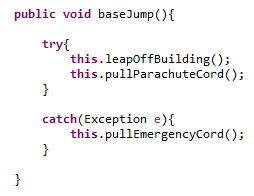 public void baseJump(){
try{
this.leapOffBuilding();
this.pullParachuteCord();
}
catch(Exception e){
this.pullEmergencyCord();
}
}